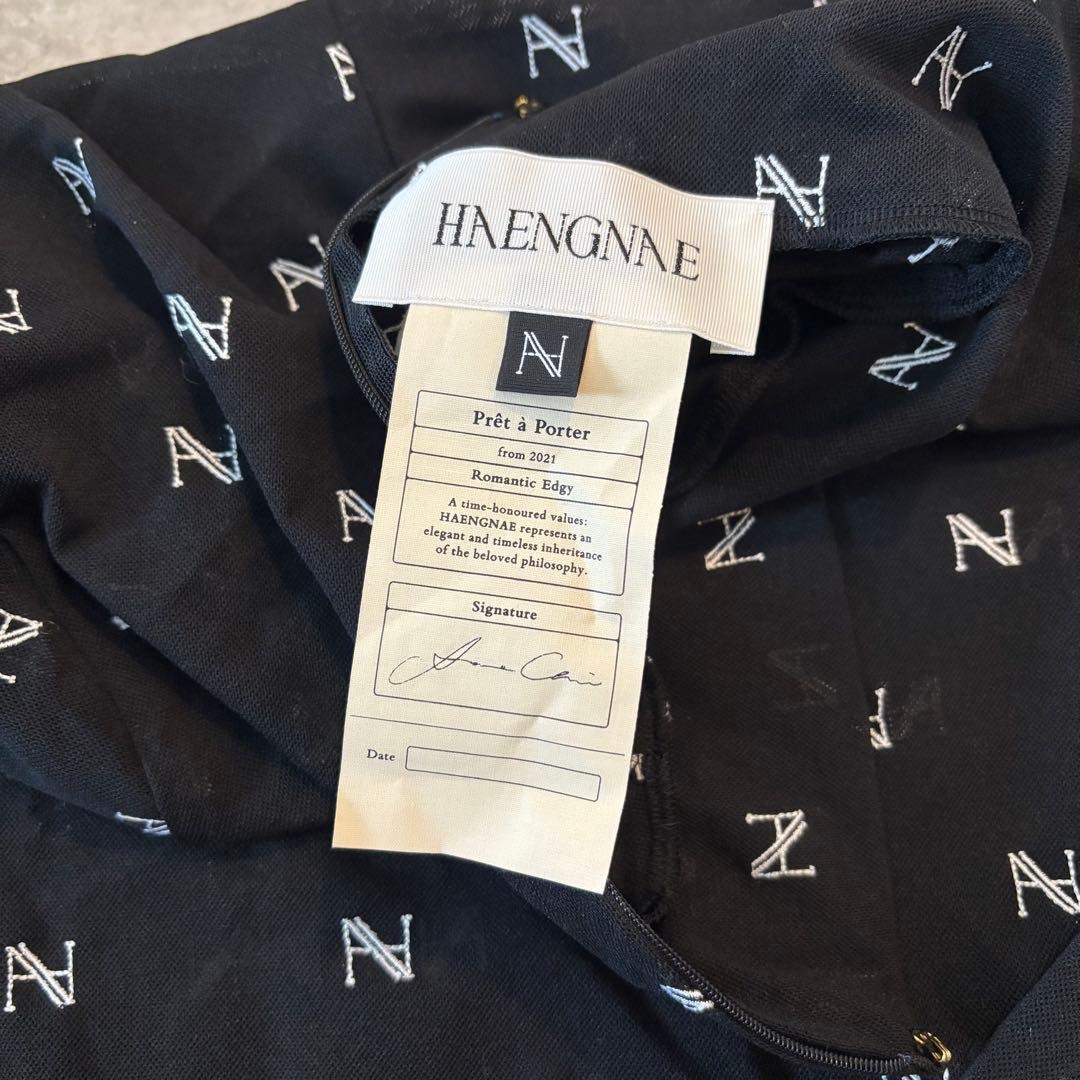 HAENGNAE
Prêt à Porter
from 2021
Romantic Edgy
A time-honoured values:
HAENGNAE represents an
elegant and timeless inheritance
of the beloved philosophy.
Signature
Date